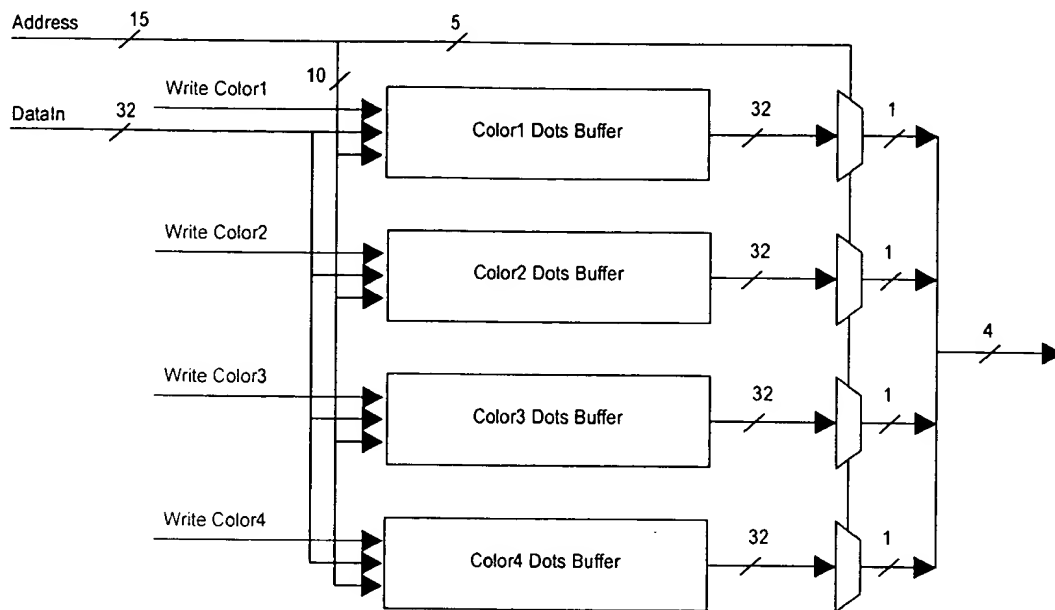 Address
15
5
10
Write Color1
DataIn
32
Color1 Dots Buffer
32
1
Write Color2
Color2 Dots Buffer
32
1
4
Write Color3
Color3 Dots Buffer
32
1
Write Color4
Color4 Dots Buffer
32
1